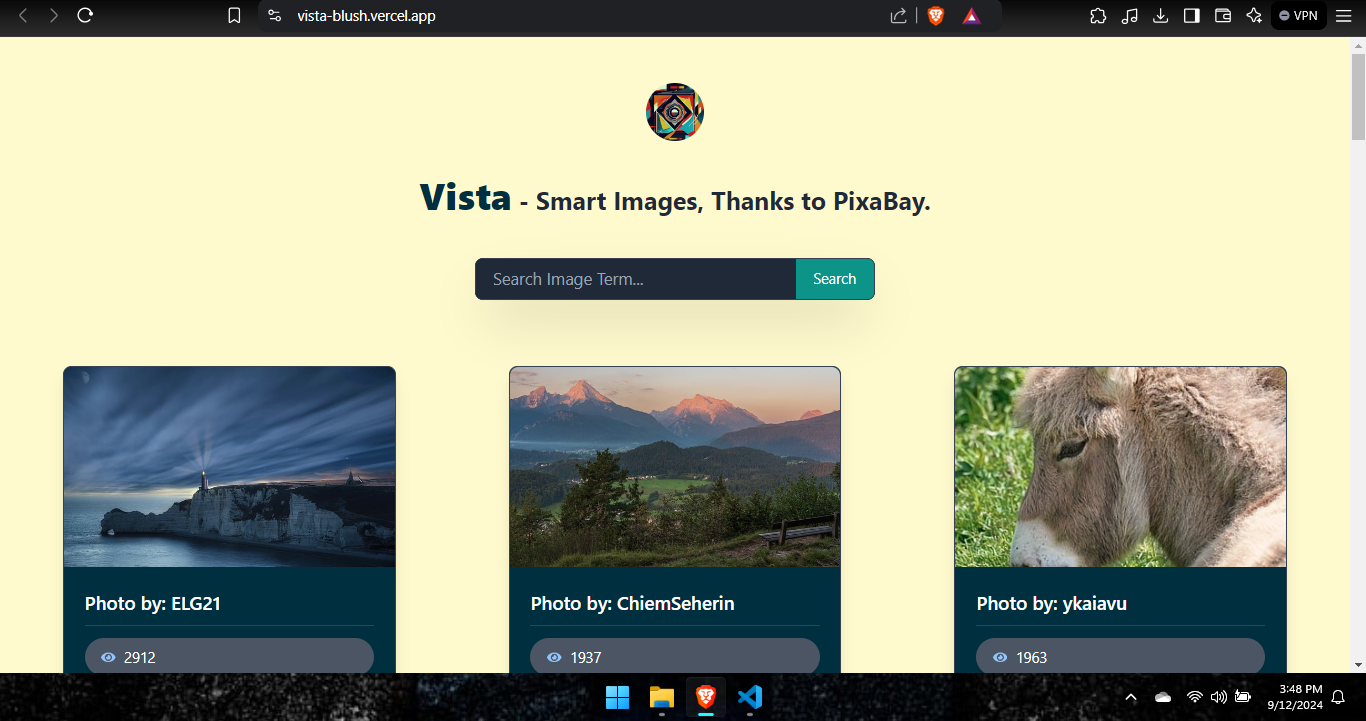 vista-blush.vercel.app
VPN
Vista - Smart Images, Thanks to PixaBay.
Search Image Term...
Search
Photo by: ELG21
Photo by: ChiemSeherin
Photo by: ykaiavu
2912
1937
1963
3:48 PM
9/12/2024